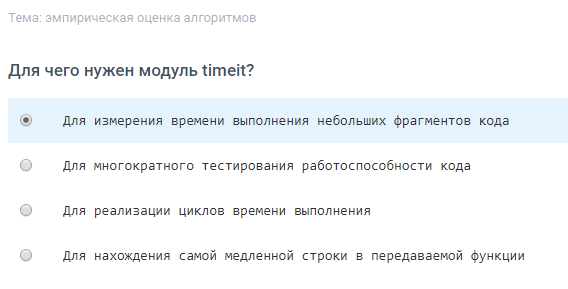 Тема: эмпирическая оценка алгоритмов
Для чего нужен модуль timeit?
Для измерения времени выполнения небольших фрагментов кода
Для многократного тестирования работоспособности кода
Для реализации циклов времени выполнения
Для нахождения самой медленной строки в передаваемой функции